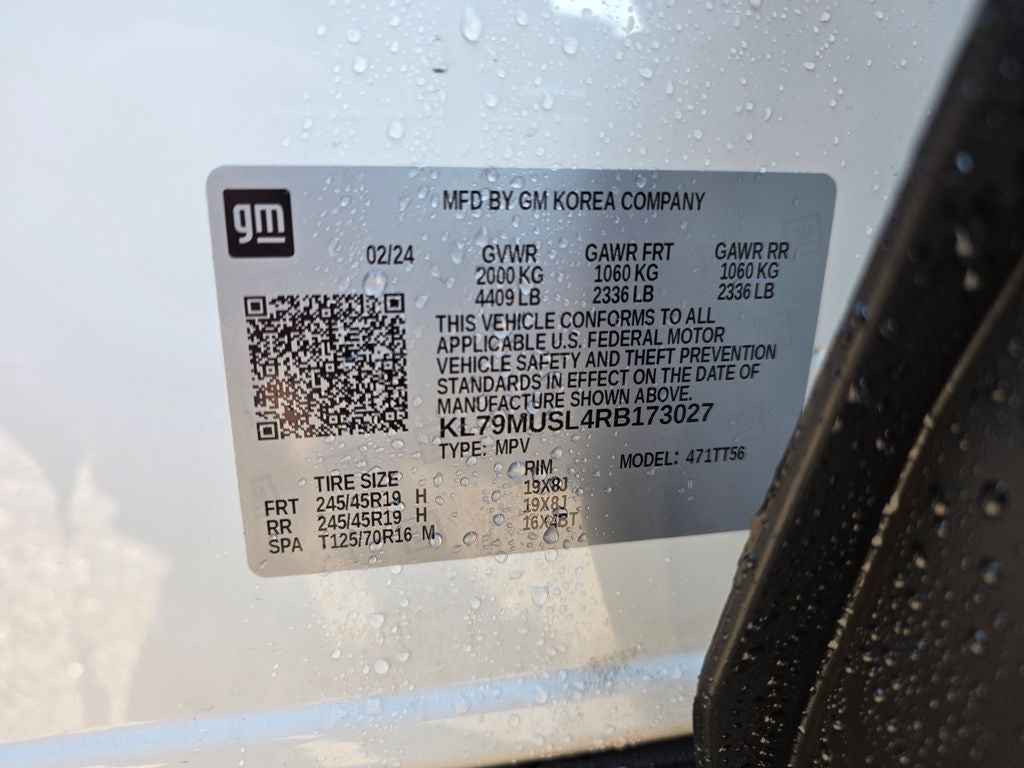 gm
MFD BY GM KOREA COMPANY
02/24 GVWR GAWR FRT GAWR RR
2000 KG 1060 KG 1060 KG
4409 LB 2336 LB 2336 LB
THIS VEHICLE CONFORMS TO ALL
APPLICABLE U.S. FEDERAL MOTOR
VEHICLE SAFETY AND THEFT PREVENTION
STANDARDS IN EFFECT ON THE DATE OF
MANUFACTURE SHOWN ABOVE.
KL79MUSL4RB173027
TYPE: MPV MODEL: 471TT56
TIRE SIZE RIM
FRT 245/45R19 H 19X8J
RR 245/45R19 H 19X8J
SPA T125/70R16 M 16X4BT